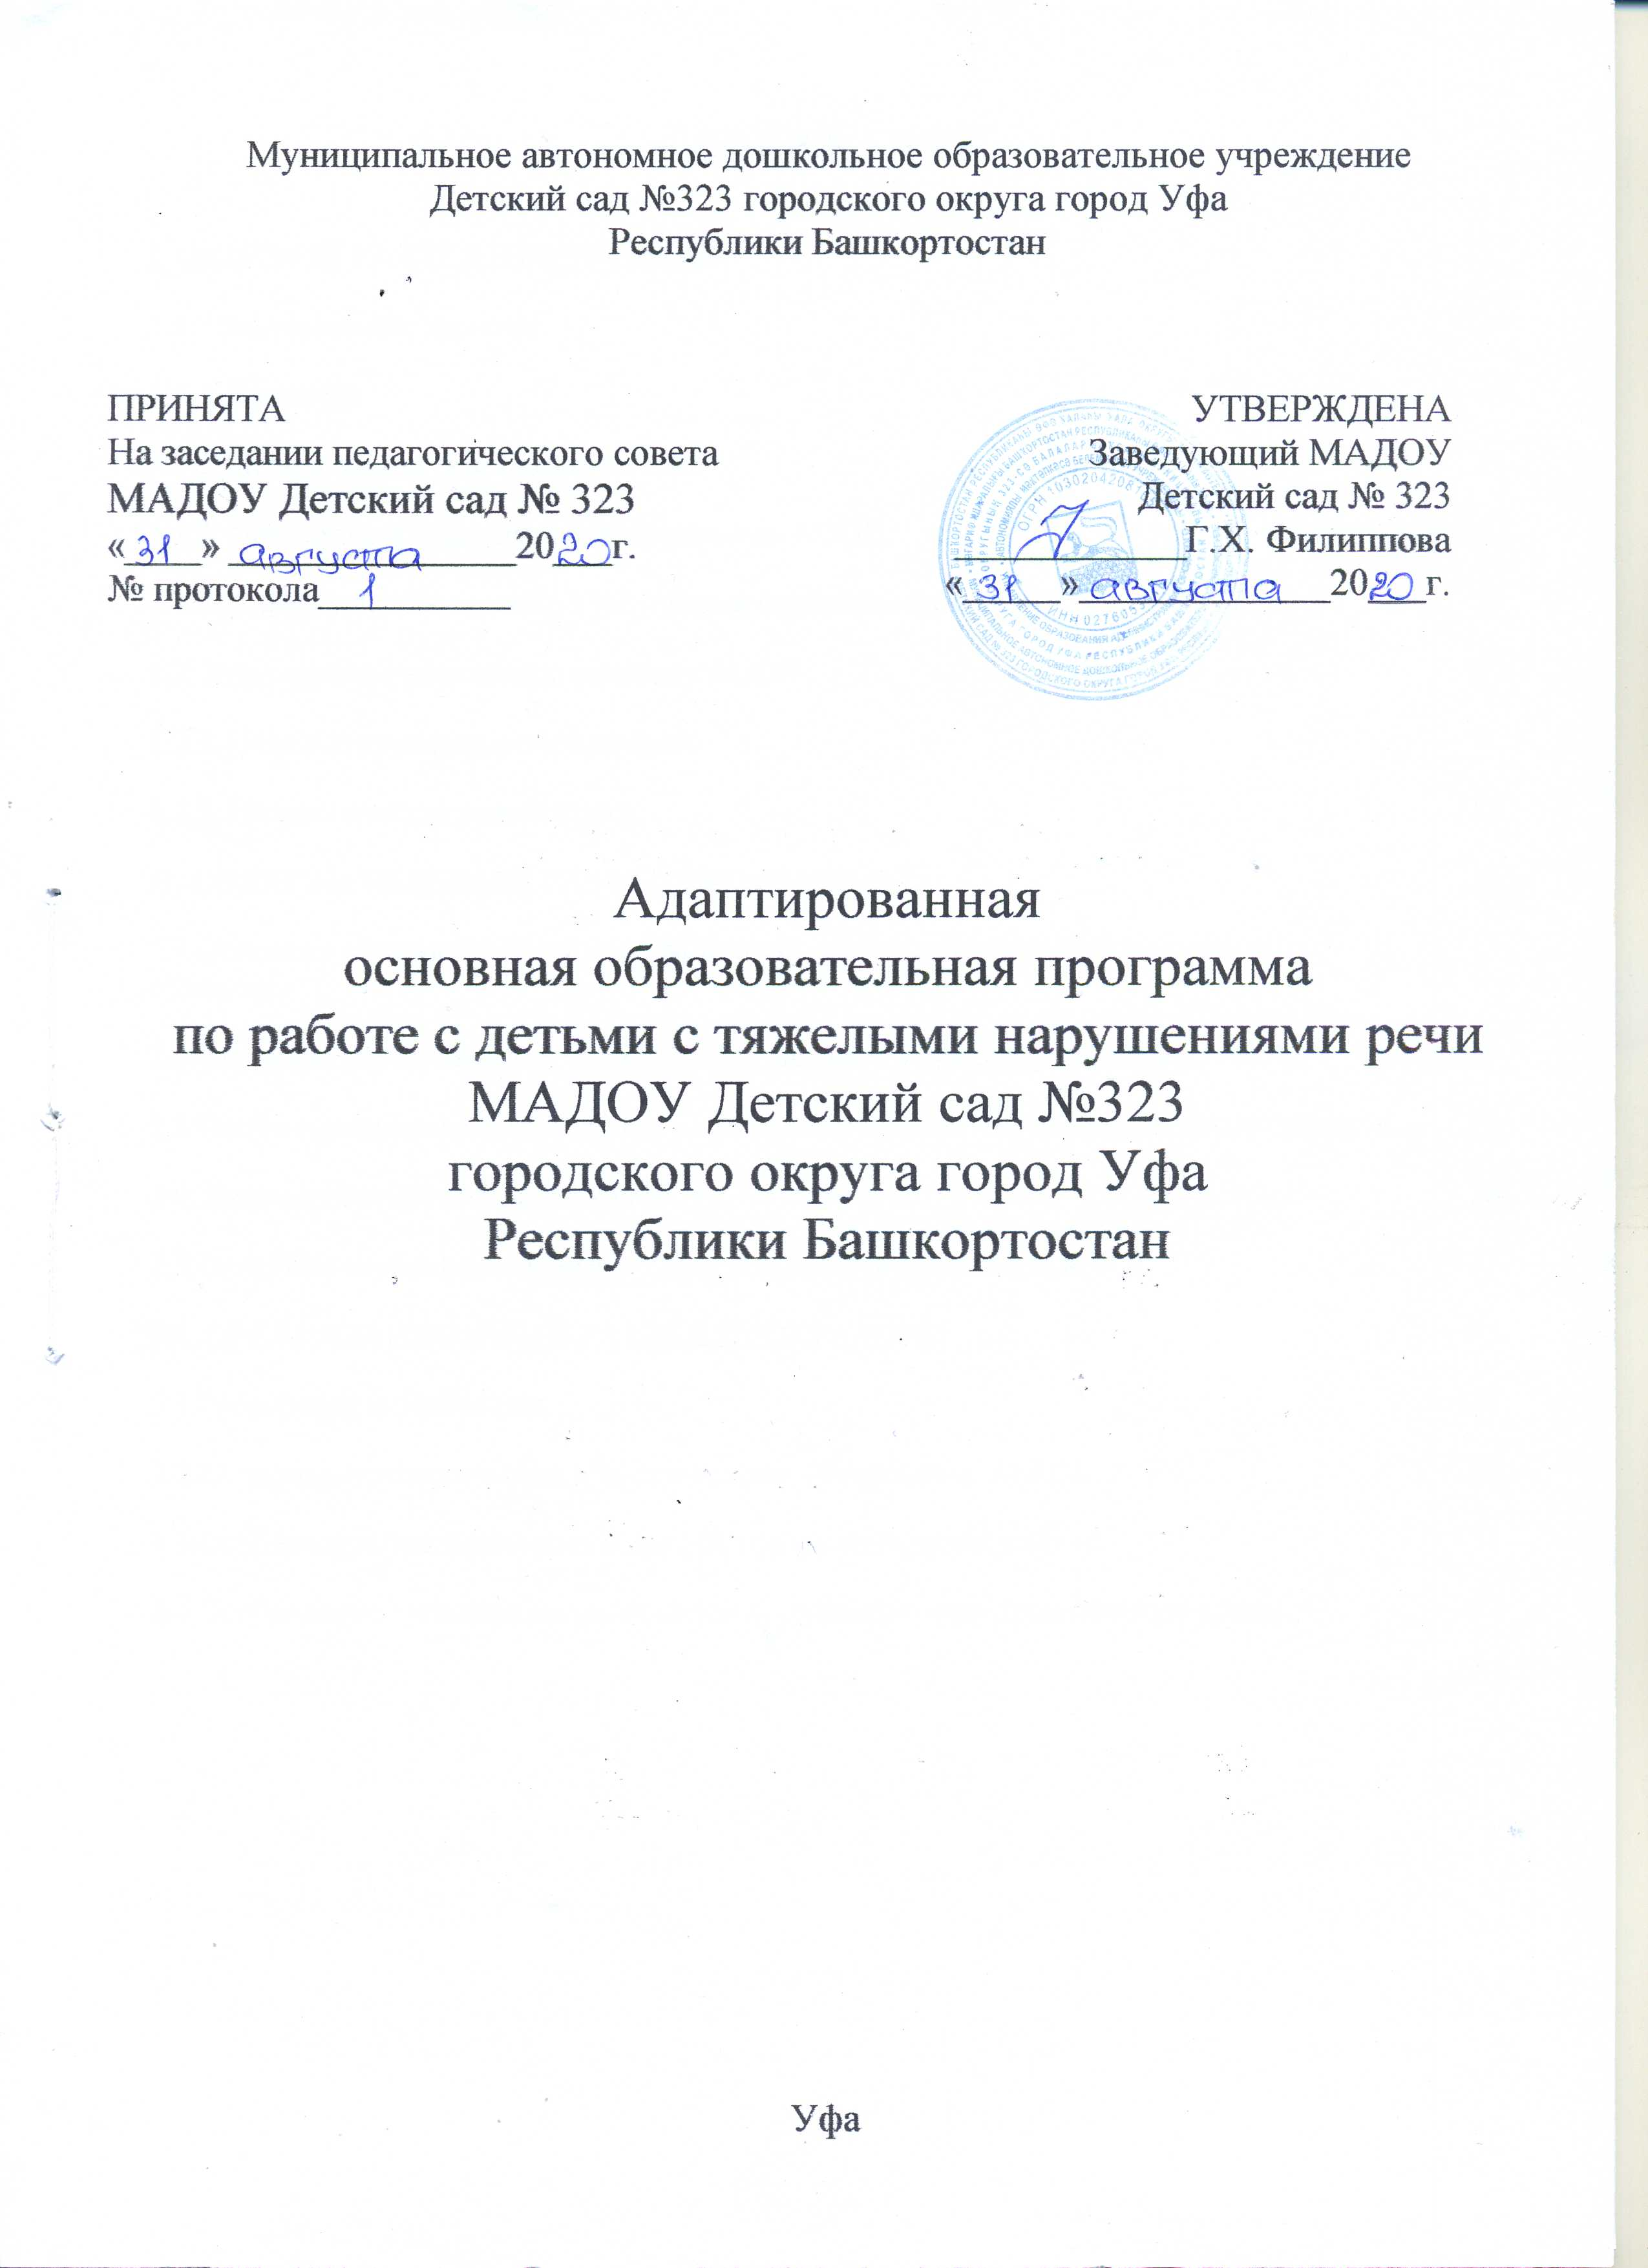 Муниципальное автономное дошкольное образовательное учреждение
Детский сад №323 городского округа город Уфа
Республики Башкортостан
ПРИНЯТА
На заседании педагогического совета
МАДОУ Детский сад № 323
«31» августа 2020г.
№ протокола 1
УТВЕРЖДЕНА
Заведующий МАДОУ
Детский сад № 323
Г.Х. Филиппова
«31» августа 2020 г.
Адаптированная
основная образовательная программа
по работе с детьми с тяжелыми нарушениями речи
МАДОУ Детский сад №323
городского округа город Уфа
Республики Башкортостан
Уфа